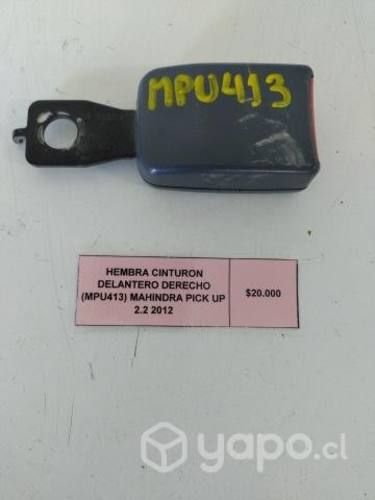 MPU413
HEMBRA CINTURON
DELANTERO DERECHO
(MPU413) MAHINDRA PICK UP
2.2 2012
$20.000
yapo.cl